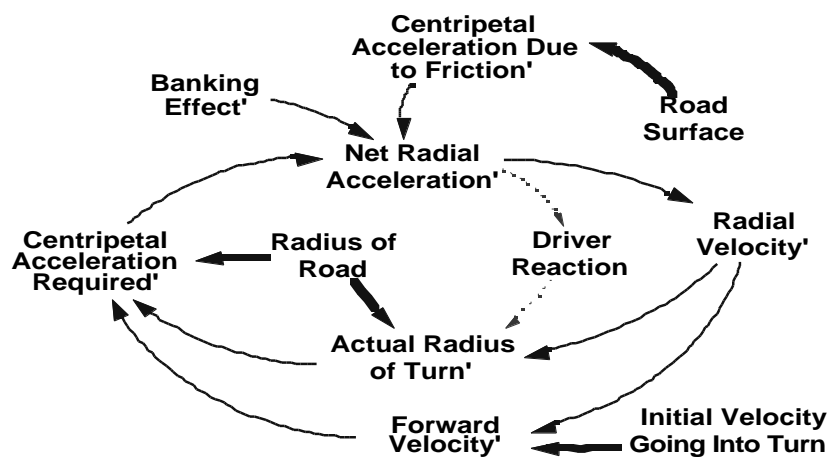 Centripetal
Acceleration Due
to Friction'
Banking
Effect'
Road
Surface
Net Radial
Acceleration'
Radial
Velocity'
Centripetal
Acceleration
Required'
Radius of
Road
Driver
Reaction
Actual Radius
of Turn'
Forward
Velocity'
Initial Velocity
Going Into Turn